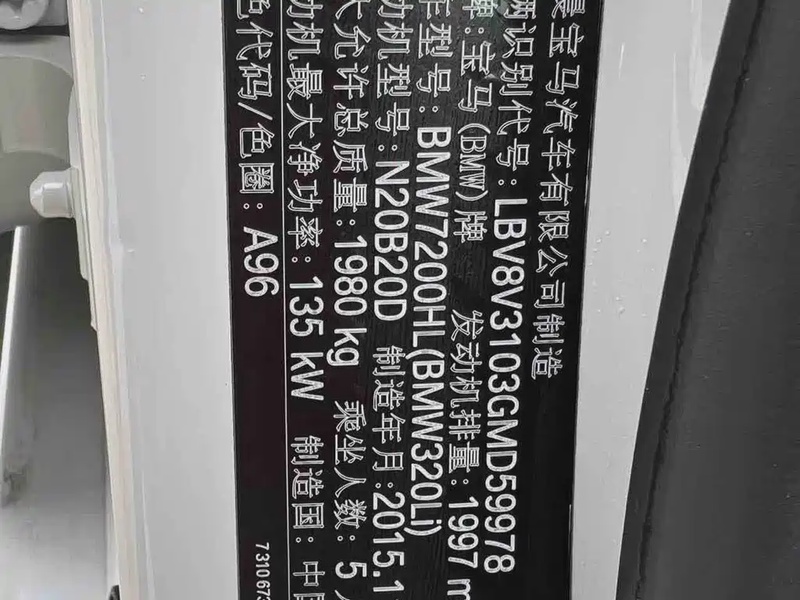 晨宝马汽车有限公司制造
辆识别代号: LBV8V3103GMD59978
牌: 宝马(BMW)牌 发动机排量: 1997 m
车型号: BMW7200HL(BMW320Li)
动机型号: N20B20D 制造年月: 2015.1
大允许总质量: 1980 kg 乘坐人数: 5
动机最大净功率: 135 kW 制造国: 中国
色代码/色圈: A96
731067